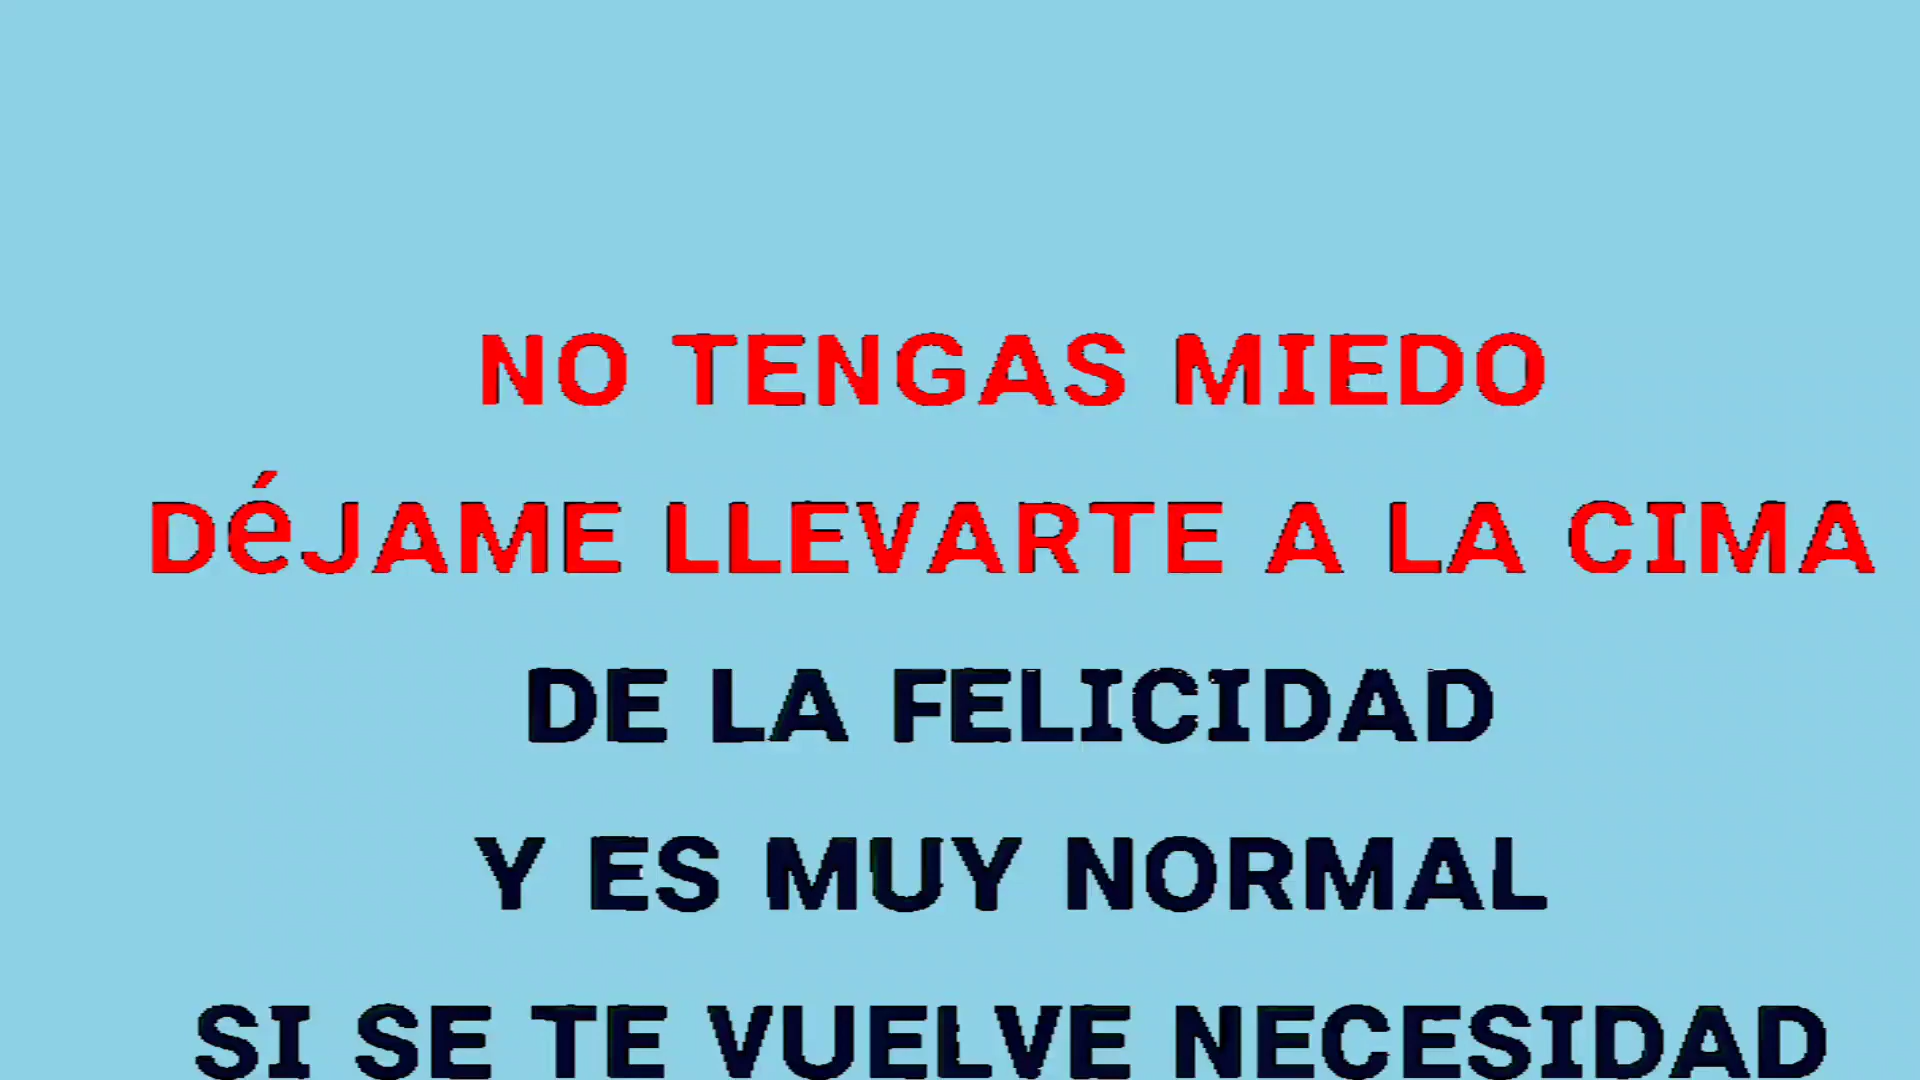 NO TENGAS MIEDO
DéJAME LLEVARTE A LA CIMA
DE LA FELICIDAD
Y ES MUY NORMAL
SI SE TE VUELVE NECESIDAD